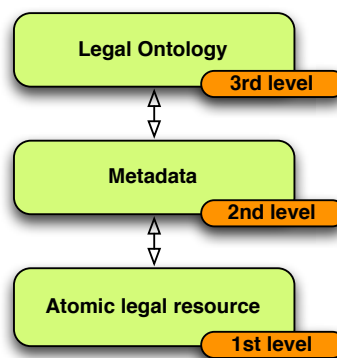 Legal Ontology
3rd level
Metadata
2nd level
Atomic legal resource
1st level